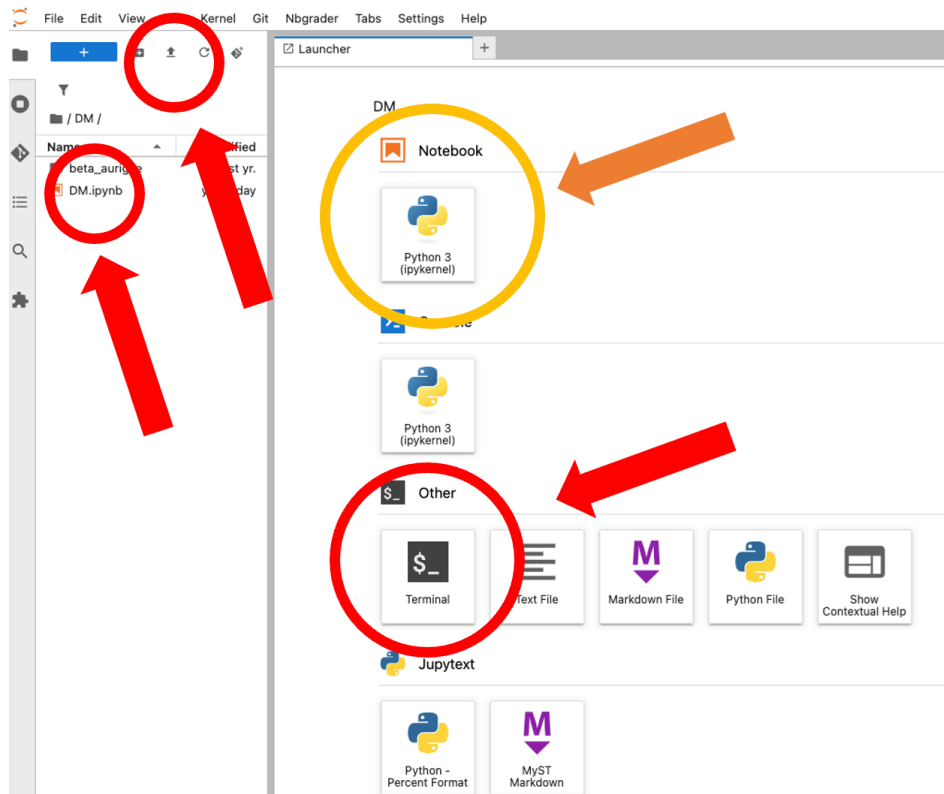 File Edit View Kernel Git Nbgrader Tabs Settings Help
+
Launcher
+
/ DM /
DM
Name
DM.ipynb
Notebook
Python 3
(ipykernel)
Python 3
(ipykernel)
$_ Other
$_
Terminal
Text File
M
Markdown File
Python File
Show
Contextual Help
Jupytext
Python -
Percent Format
M
MyST
Markdown